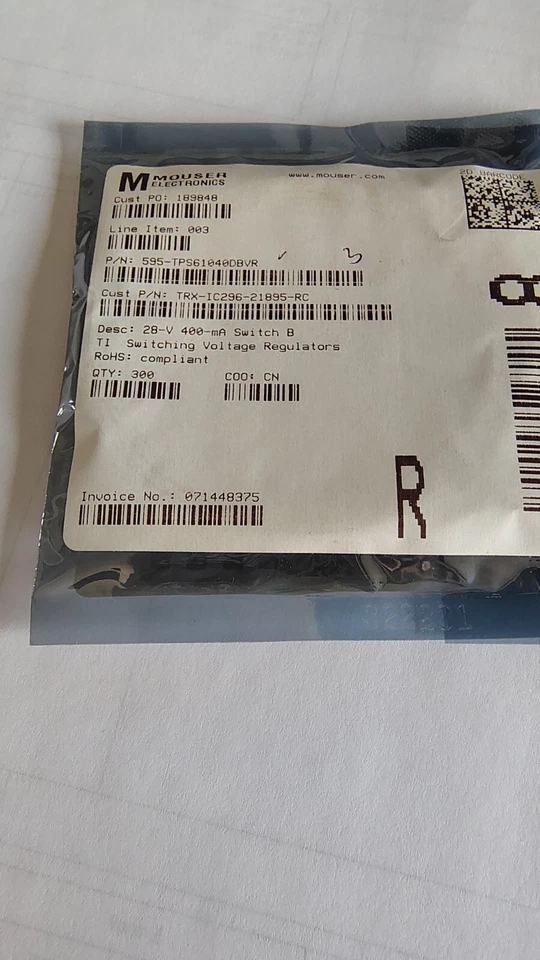 M MOUSER
ELECTRONICS
www.mouser.com
2D BARCODE
Cust PO: 189848
Line Item: 003
P/N: 595-TPS61040DBVR
3
Cust P/N: TRX-IC296-21895-RC
Desc: 28-V 400-mA Switch B
TI Switching Voltage Regulators
RoHS: compliant
QTY: 300
COO: CN
Invoice No.: 071448375
R